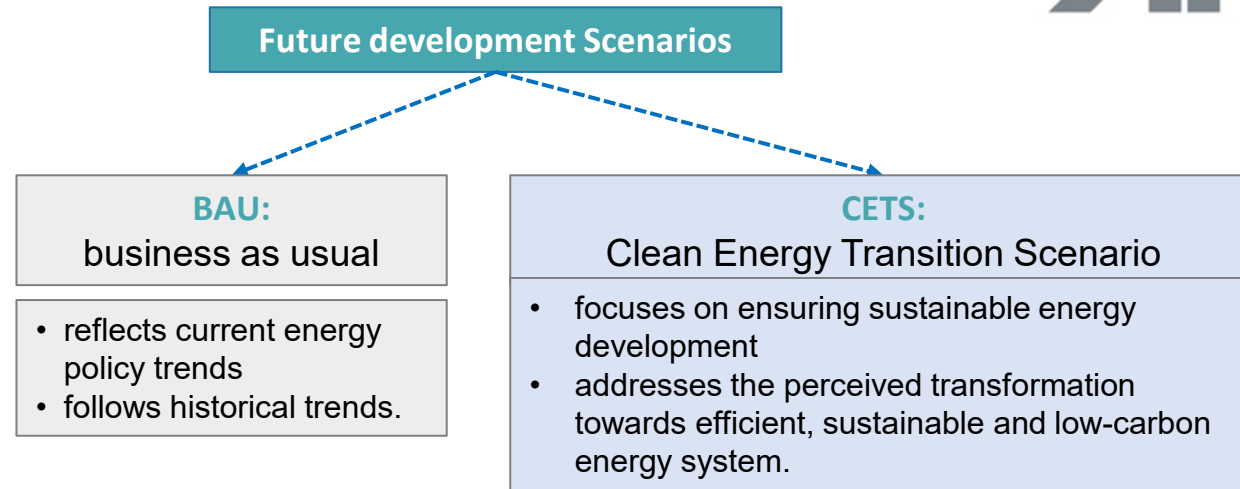 Future development Scenarios
BAU:
business as usual
• reflects current energy
policy trends
• follows historical trends.
CETS:
Clean Energy Transition Scenario
• focuses on ensuring sustainable energy
development
• addresses the perceived transformation
towards efficient, sustainable and low-carbon
energy system.